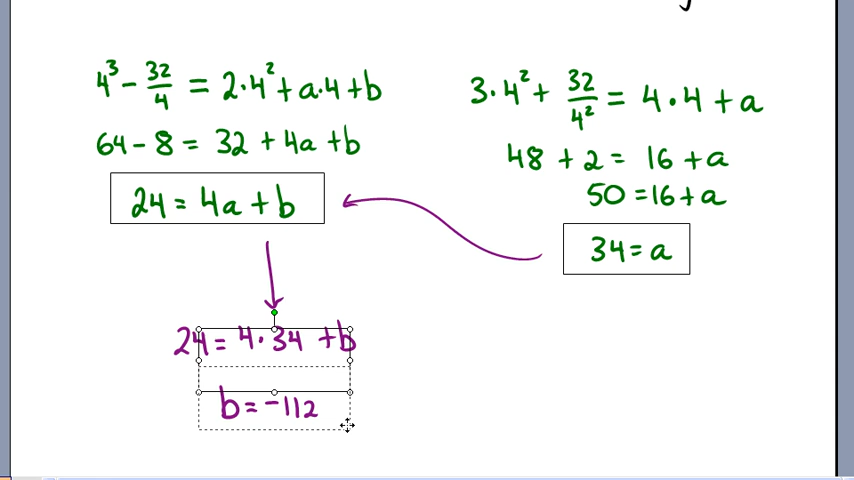 4³ - 32/4 = 2·4² + a·4 + b
64 - 8 = 32 + 4a + b
24 = 4a + b
24 = 4·34 + b
b = -112
3·4² + 32/4² = 4·4 + a
48 + 2 = 16 + a
50 = 16 + a
34 = a